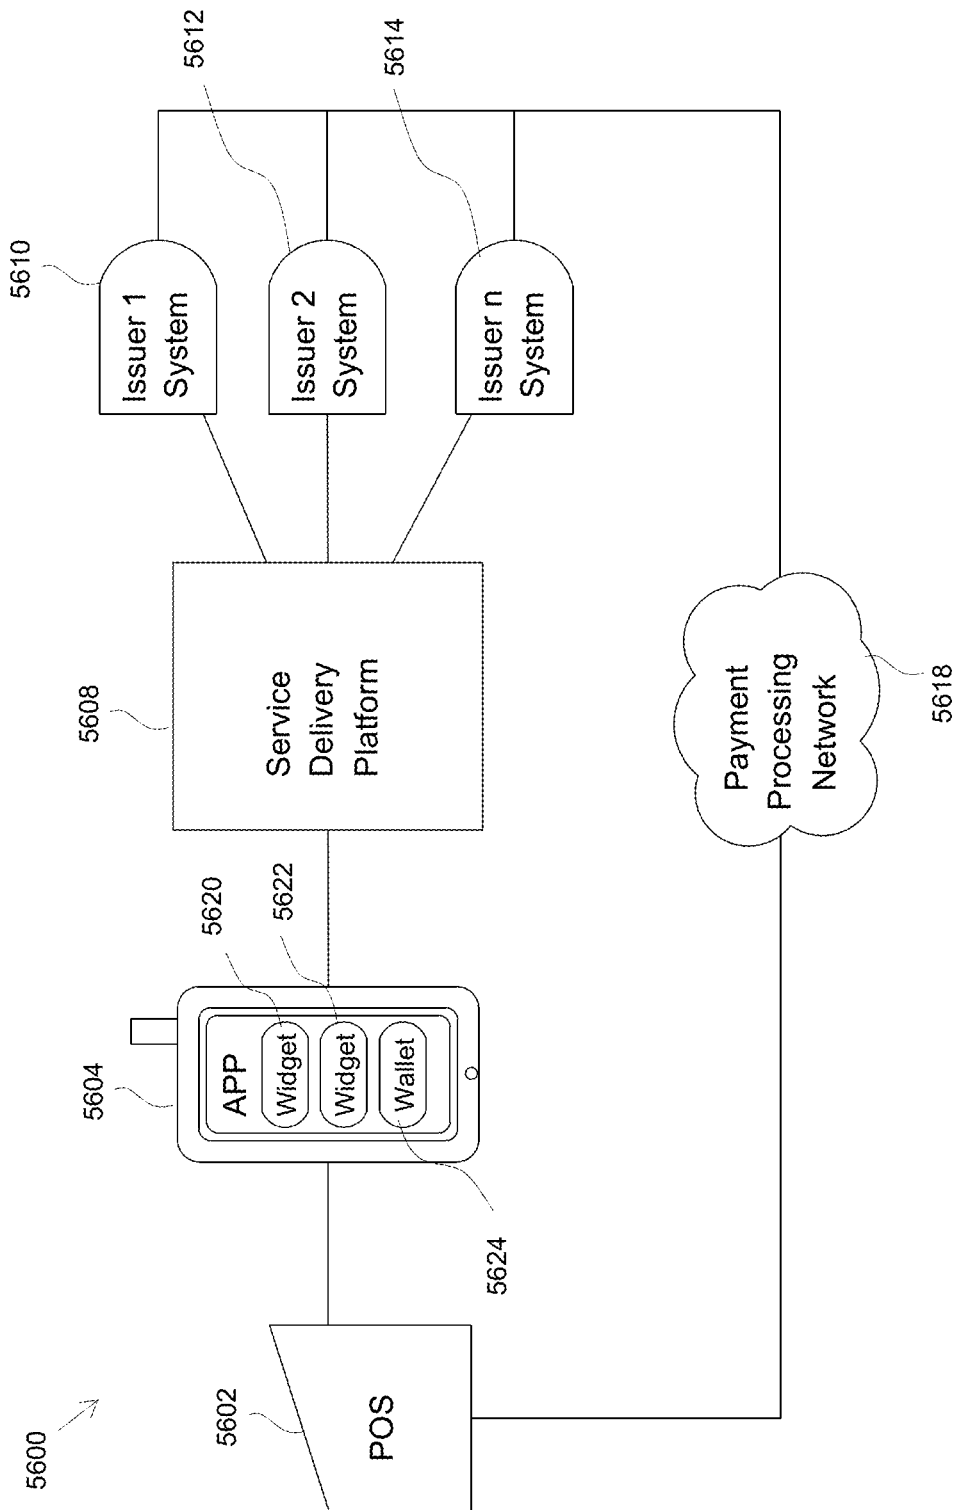 5600
5602
POS
5604
APP
Widget
Widget
Wallet
5620
5622
5624
5608
Service
Delivery
Platform
5610
Issuer 1
System
5612
Issuer 2
System
5614
Issuer n
System
Payment
Processing
Network
5618